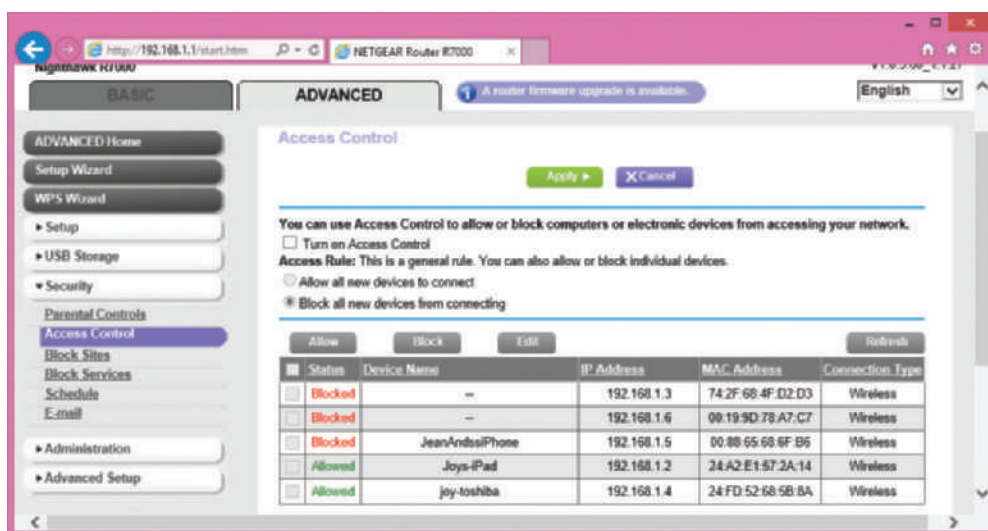 http://192.168.1.1/start.htm
NETGEAR Router R7000
Nighthawk R7000
BASIC
ADVANCED
A router firmware upgrade is available.
English
ADVANCED Home
Setup Wizard
WPS Wizard
Setup
USB Storage
Security
Parental Controls
Access Control
Block Sites
Block Services
Schedule
E-mail
Administration
Advanced Setup
Access Control
Apply
Cancel
You can use Access Control to allow or block computers or electronic devices from accessing your network.
Turn on Access Control
Access Rule: This is a general rule. You can also allow or block individual devices.
Allow all new devices to connect
Block all new devices from connecting
Allow Block Edit Refresh
Status Device Name IP Address MAC Address Connection Type
Blocked -- 192.168.1.3 74:2F:68:4F:D2:D3 Wireless
Blocked -- 192.168.1.6 00:19:9D:78:A7:C7 Wireless
Blocked JeanAndssiPhone 192.168.1.5 00:88:65:68:6F:B6 Wireless
Allowed Joys-iPad 192.168.1.2 24:A2:E1:57:2A:14 Wireless
Allowed joy-toshiba 192.168.1.4 24:FD:52:68:5B:8A Wireless